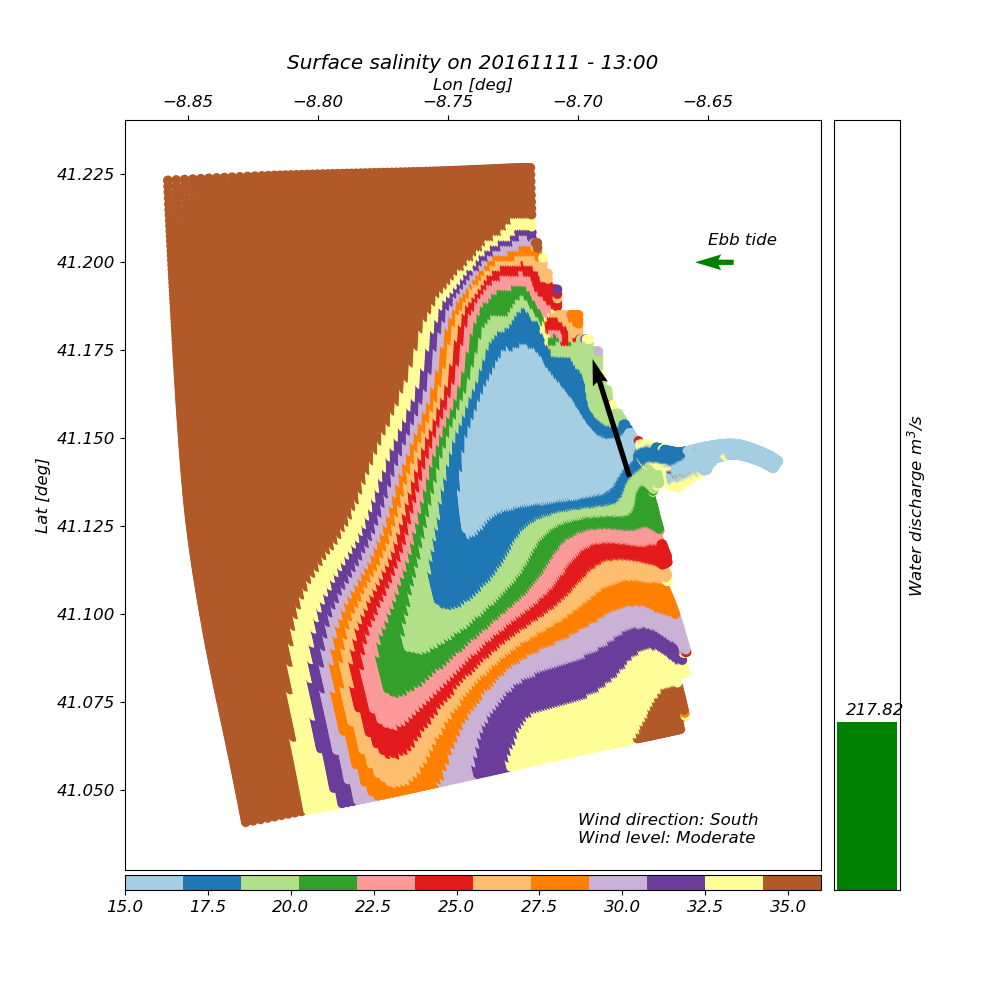 Surface salinity on 20161111 - 13:00
Lon [deg]
−8.85 −8.80 −8.75 −8.70 −8.65
41.225
41.200
41.175
41.150
41.125
41.100
41.075
41.050
Lat [deg]
Ebb tide
Wind direction: South
Wind level: Moderate
217.82
Water discharge m³/s
15.0 17.5 20.0 22.5 25.0 27.5 30.0 32.5 35.0